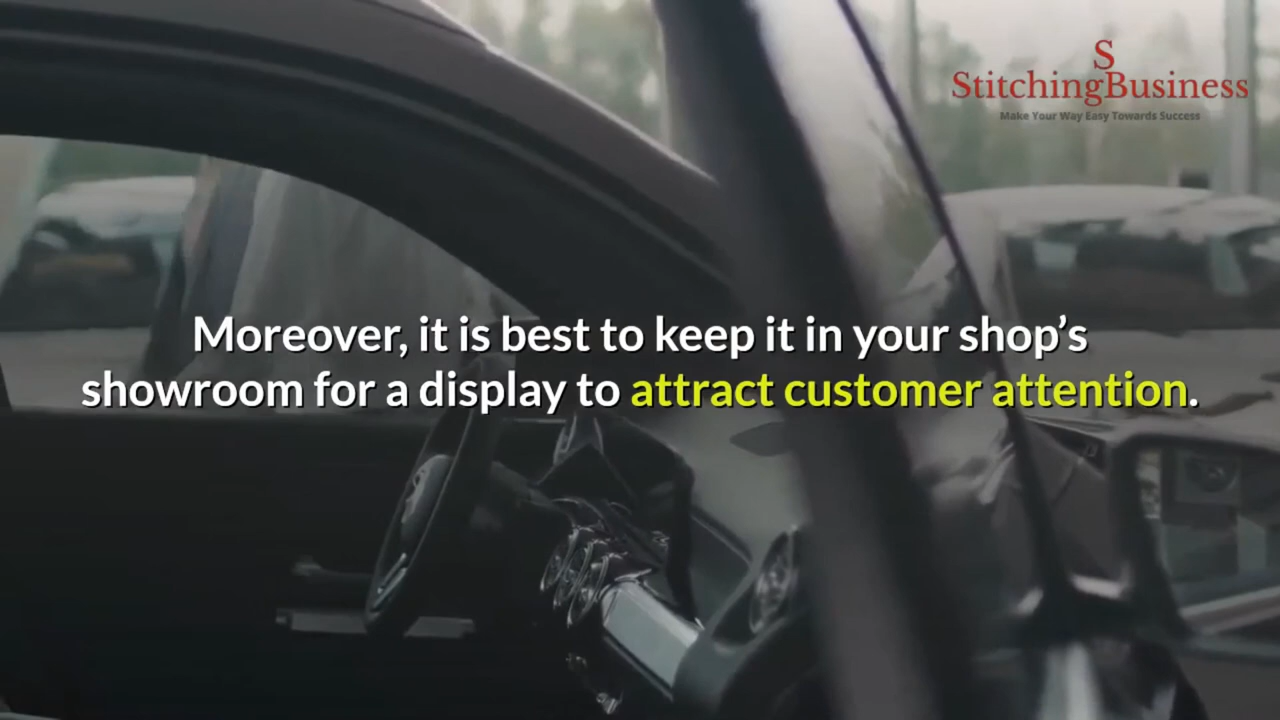 S
StitchingBusiness
Make Your Way Easy Towards Success
Moreover, it is best to keep it in your shop’s
showroom for a display to attract customer attention.